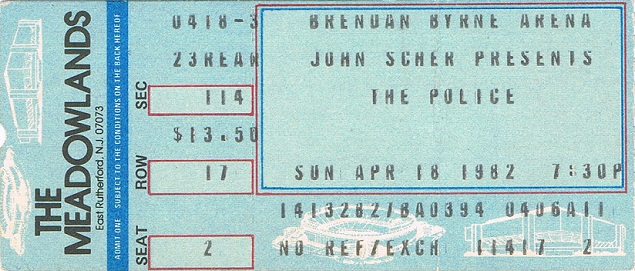 THE
MEADOWLANDS
East Rutherford, N.J. 07073
ADMIT ONE - SUBJECT TO THE CONDITIONS ON THE BACK HEREOF
0418-3
23REAR
SEC
114
$13.50
ROW
17
SEAT
2
BRENDAN BYRNE ARENA
JOHN SCHER PRESENTS
THE POLICE
SUN APR 18 1982 7:30P
141328278A0394 0406A11
NO REF/EXCH 11417 2